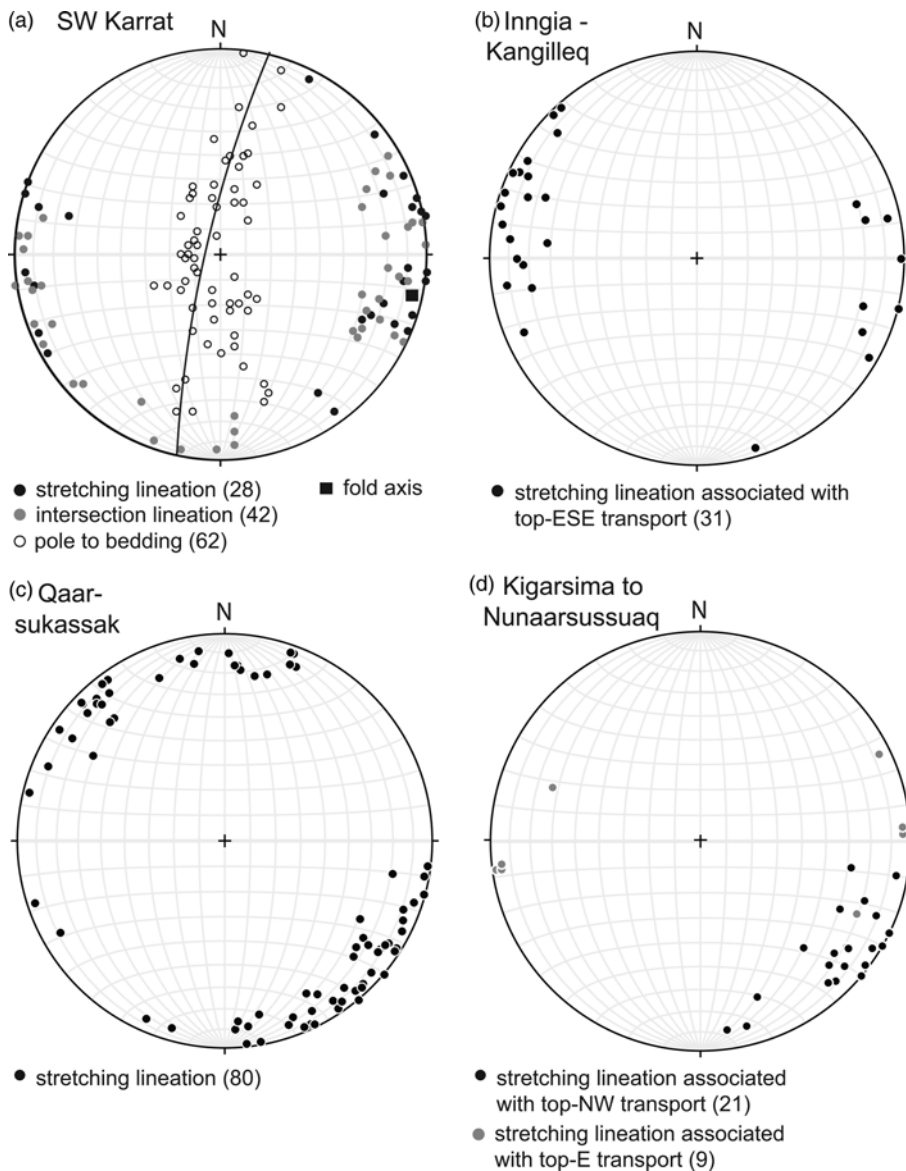 (a) SW Karrat
N
stretching lineation (28)
fold axis
intersection lineation (42)
pole to bedding (62)
(b) Inngia -
Kangilleq
N
stretching lineation associated with
top-ESE transport (31)
(c) Qaar-
sukassak
N
stretching lineation (80)
(d) Kigarsima to
Nunaarsussuaq
N
stretching lineation associated
with top-NW transport (21)
stretching lineation associated
with top-E transport (9)